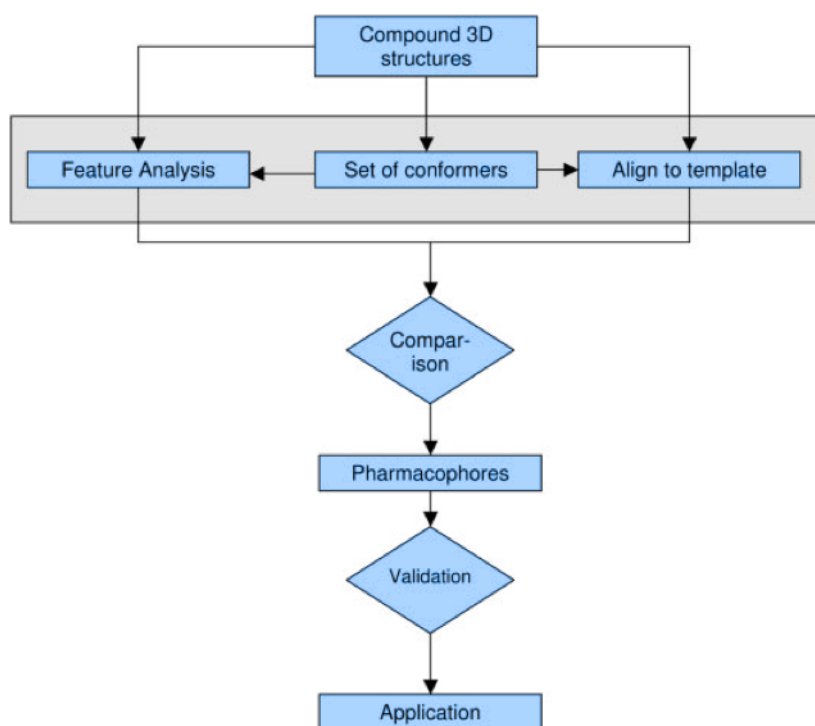 Compound 3D
structures
Feature Analysis
Set of conformers
Align to template
Compar-
ison
Pharmacophores
Validation
Application